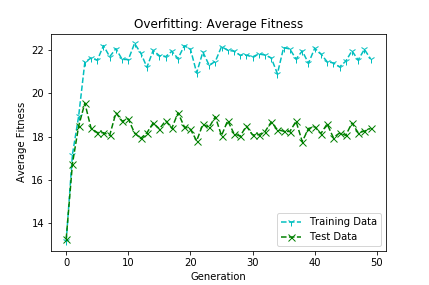 Overfitting: Average Fitness
Average Fitness
22
20
18
16
14
0
10
20
30
40
50
Generation
Training Data
Test Data